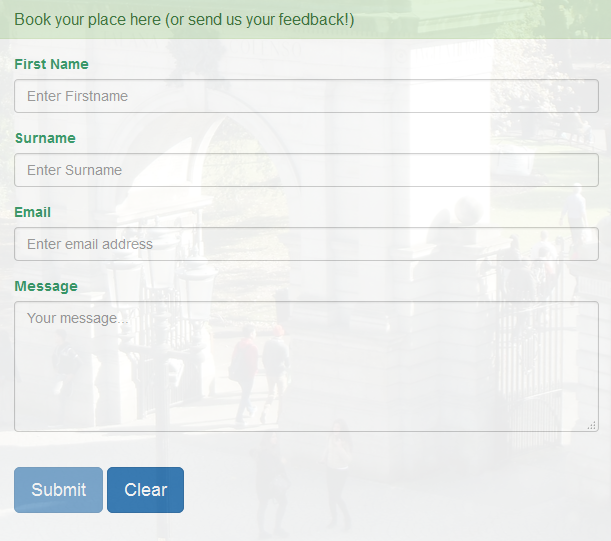 Book your place here (or send us your feedback!)
First Name
Enter Firstname
Surname
Enter Surname
Email
Enter email address
Message
Your message...
Submit Clear